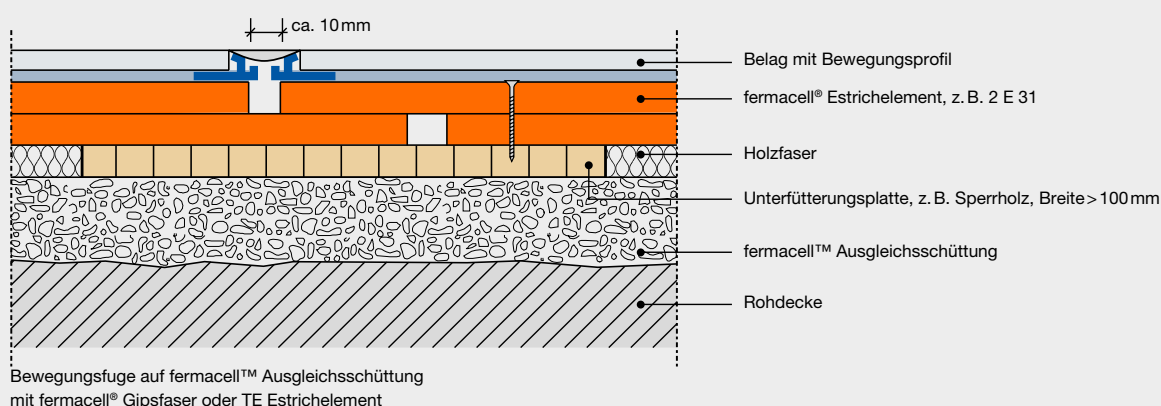 ca. 10 mm
Belag mit Bewegungsprofil
fermacell® Estrichelement, z. B. 2 E 31
Holzfaser
Unterfütterungsplatte, z. B. Sperrholz, Breite > 100 mm
fermacell™ Ausgleichsschüttung
Rohdecke
Bewegungsfuge auf fermacell™ Ausgleichsschüttung
mit fermacell® Gipsfaser oder TE Estrichelement